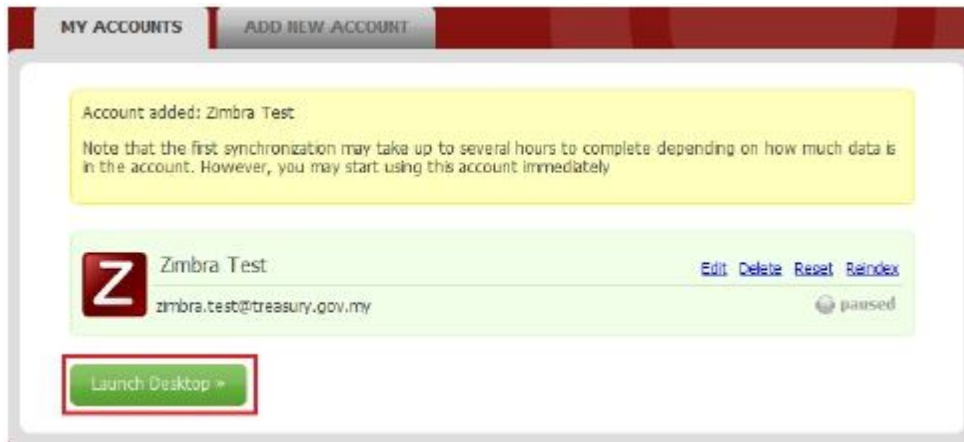 MY ACCOUNTS ADD NEW ACCOUNT
Account added: Zimbra Test
Note that the first synchronization may take up to several hours to complete depending on how much data is
in the account. However, you may start using this account immediately
Z Zimbra Test Edit Delete Reset Reindex
zimbra.test@treasury.gov.my paused
Launch Desktop »